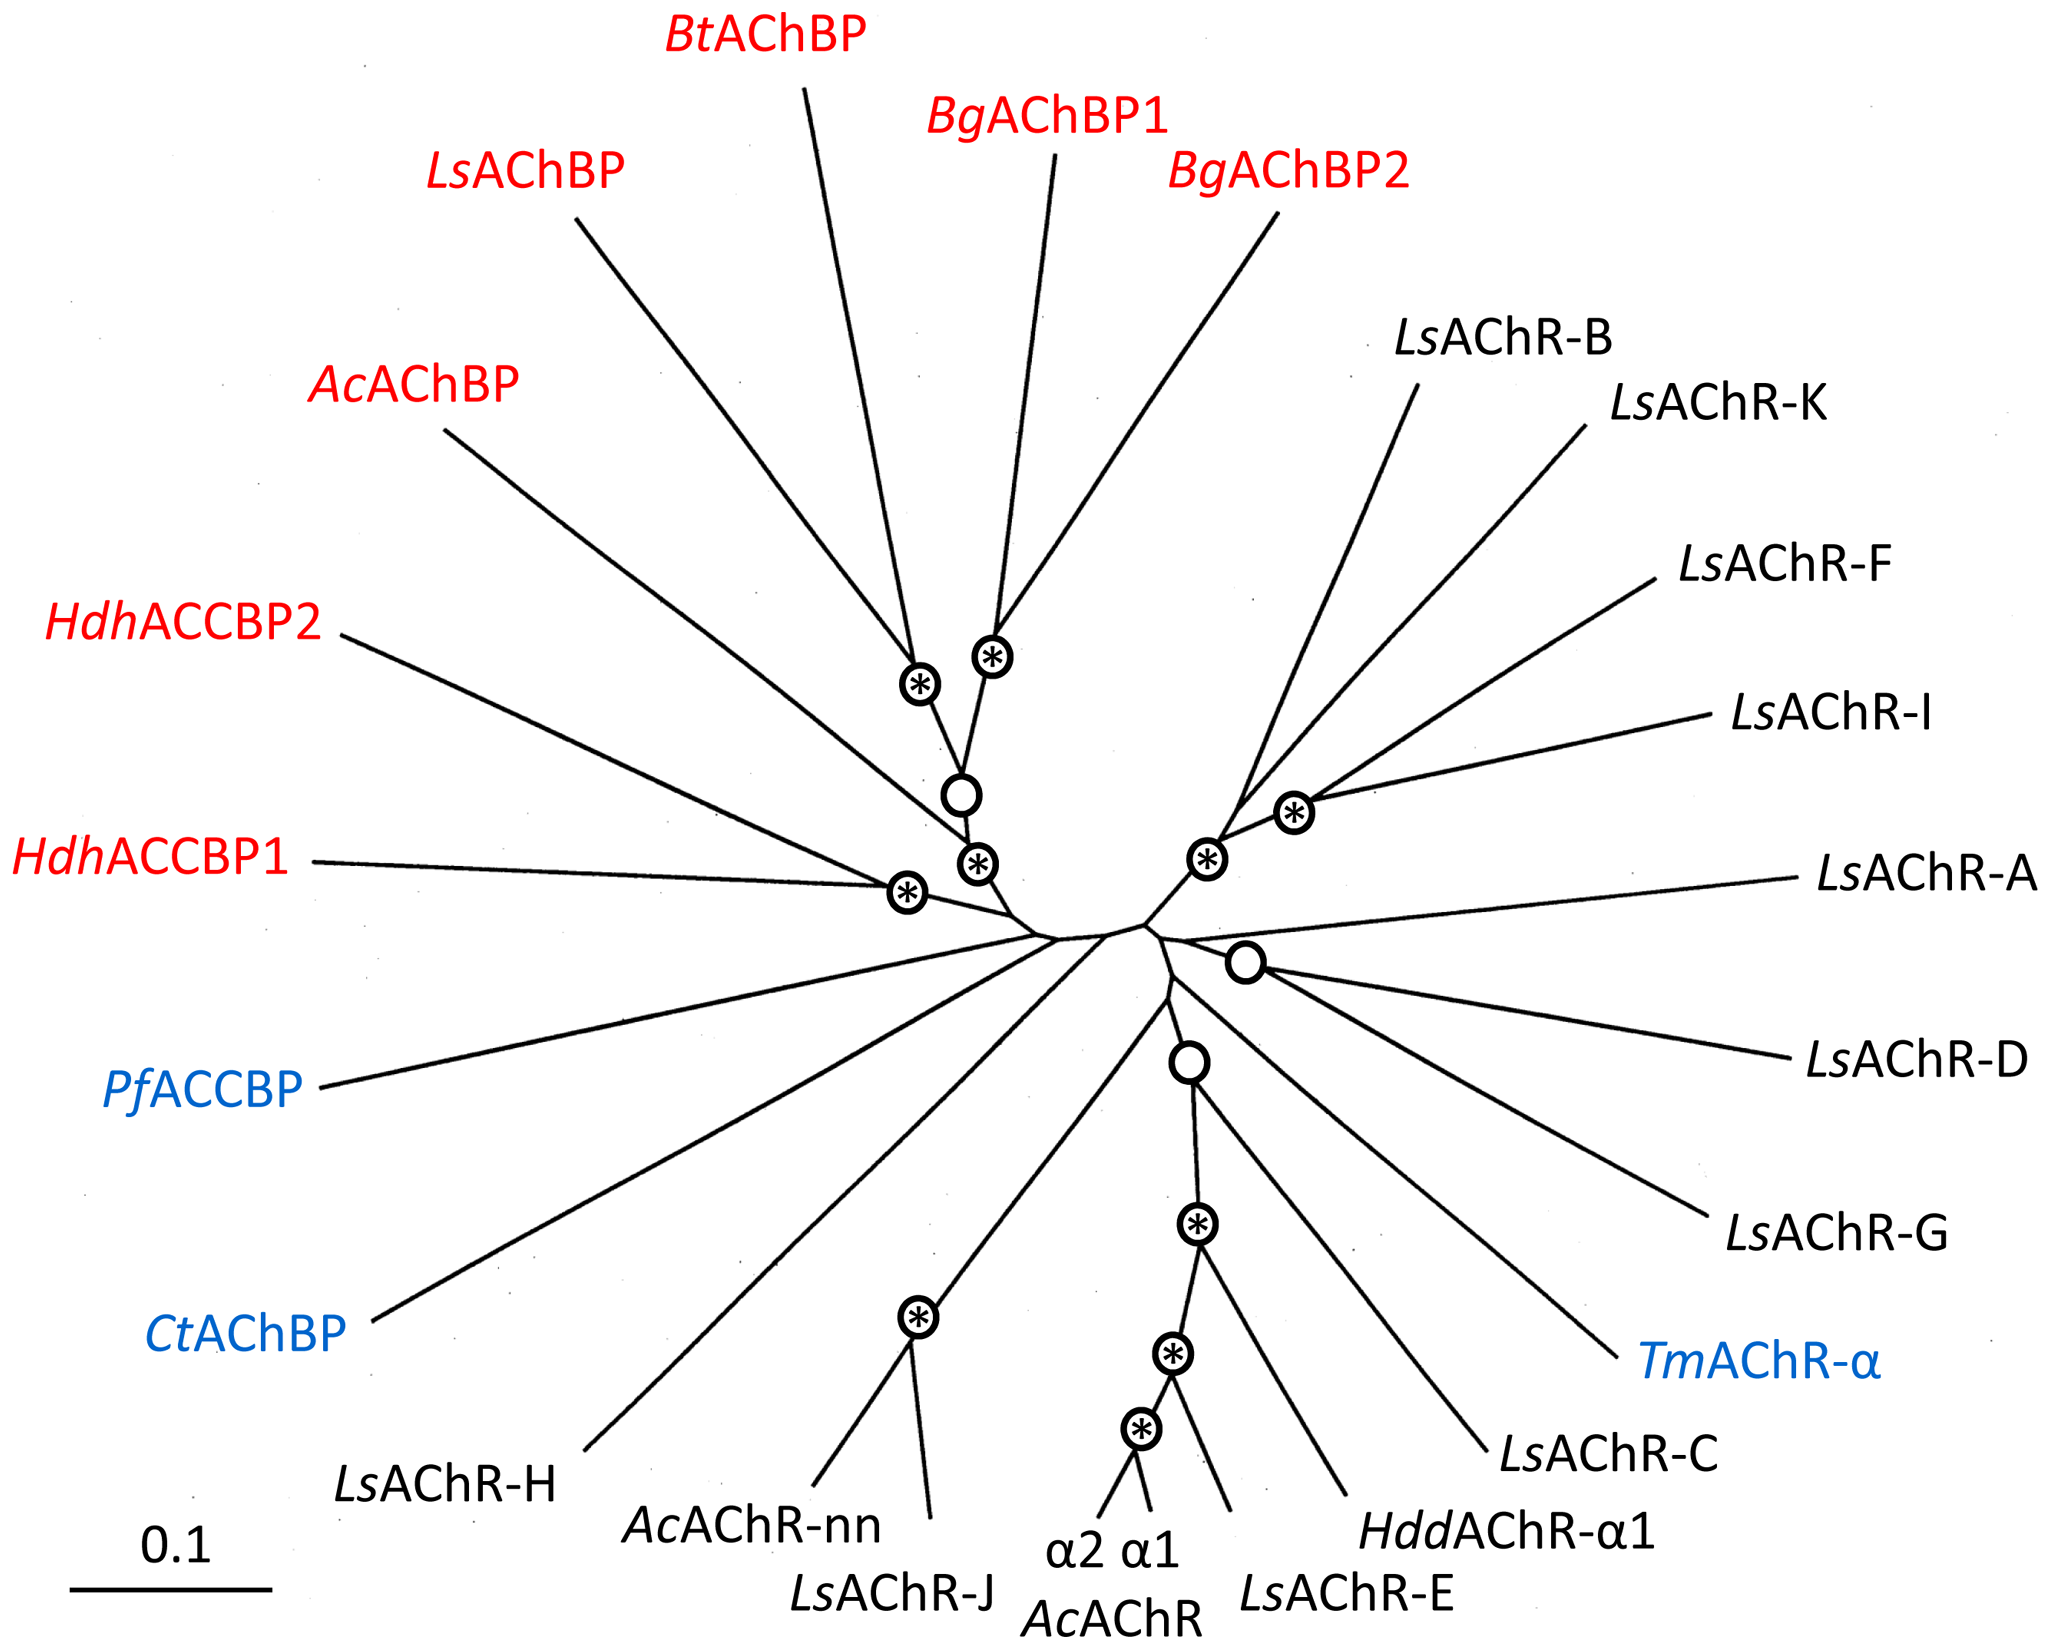 BtAChBP
BgAChBP1
LsAChBP
BgAChBP2
LsAChR-B
AcAChBP
LsAChR-K
LsAChR-F
HdhACCBP2
LsAChR-I
HdhACCBP1
LsAChR-A
PfACCBP
LsAChR-D
LsAChR-G
CtAChBP
TmAChR-α
LsAChR-C
LsAChR-H
AcAChR-nn
HddAChR-α1
0.1
α2 α1
LsAChR-J
LsAChR-E
AcAChR